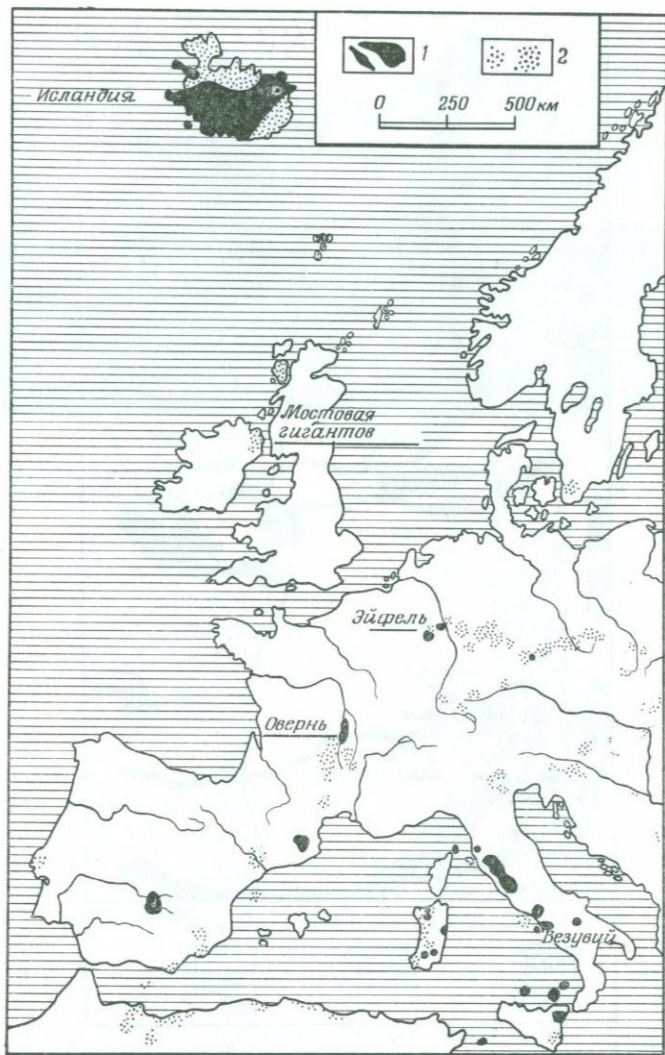 1
2
0 250 500 км
Исландия
Мостовая
гигантов
Эйфель
Овернь
Везувий